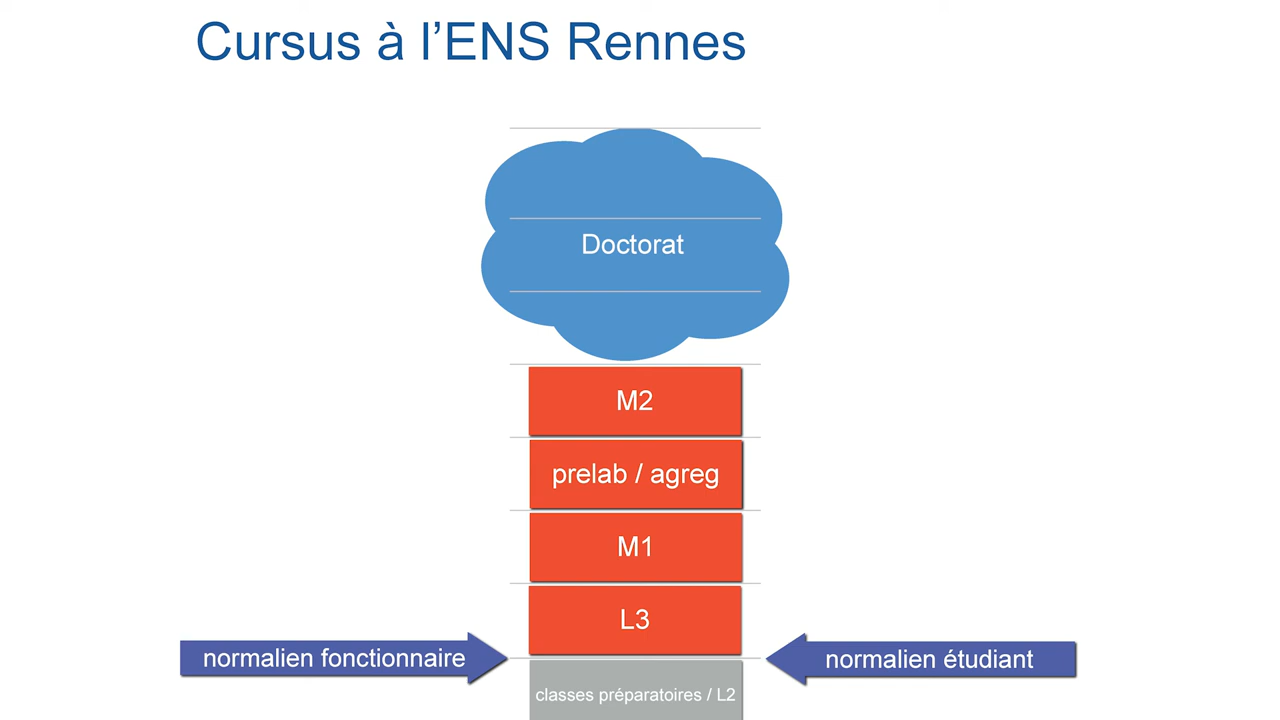 Cursus à l’ENS Rennes
Doctorat
M2
prelab / agreg
M1
L3
normalien fonctionnaire
normalien étudiant
classes préparatoires / L2